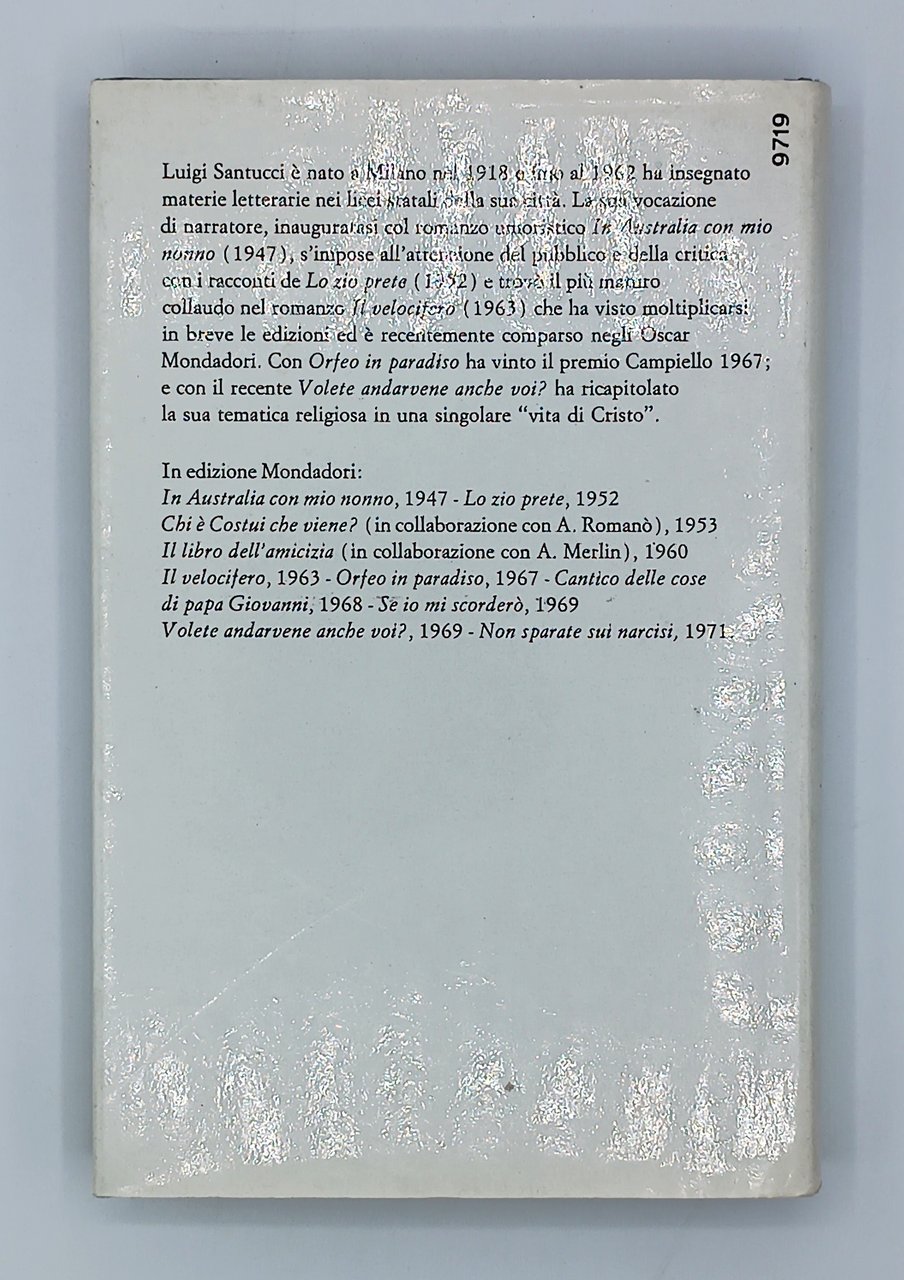 9719
Luigi Santucci è nato a Milano nel 1918 e fino al 1962 ha insegnato
materie letterarie nei licei statali della sua città. La sua vocazione
di narratore, inauguratasi col romanzo umoristico In Australia con mio
nonno (1947), s'impose all'attenzione del pubblico e della critica
con i racconti de Lo zio prete (1952) e trovò il più maturo
collaudo nel romanzo Il velocifero (1963) che ha visto moltiplicarsi
in breve le edizioni ed è recentemente comparso negli Oscar
Mondadori. Con Orfeo in paradiso ha vinto il premio Campiello 1967;
e con il recente Volete andarvene anche voi? ha ricapitolato
la sua tematica religiosa in una singolare “vita di Cristo”.
In edizione Mondadori:
In Australia con mio nonno, 1947 - Lo zio prete, 1952
Chi è Costui che viene? (in collaborazione con A. Romanò), 1953
Il libro dell'amicizia (in collaborazione con A. Merlin), 1960
Il velocifero, 1963 - Orfeo in paradiso, 1967 - Cantico delle cose
di papa Giovanni, 1968 - Se io mi scorderò, 1969
Volete andarvene anche voi?, 1969 - Non sparate sui narcisi, 1971.